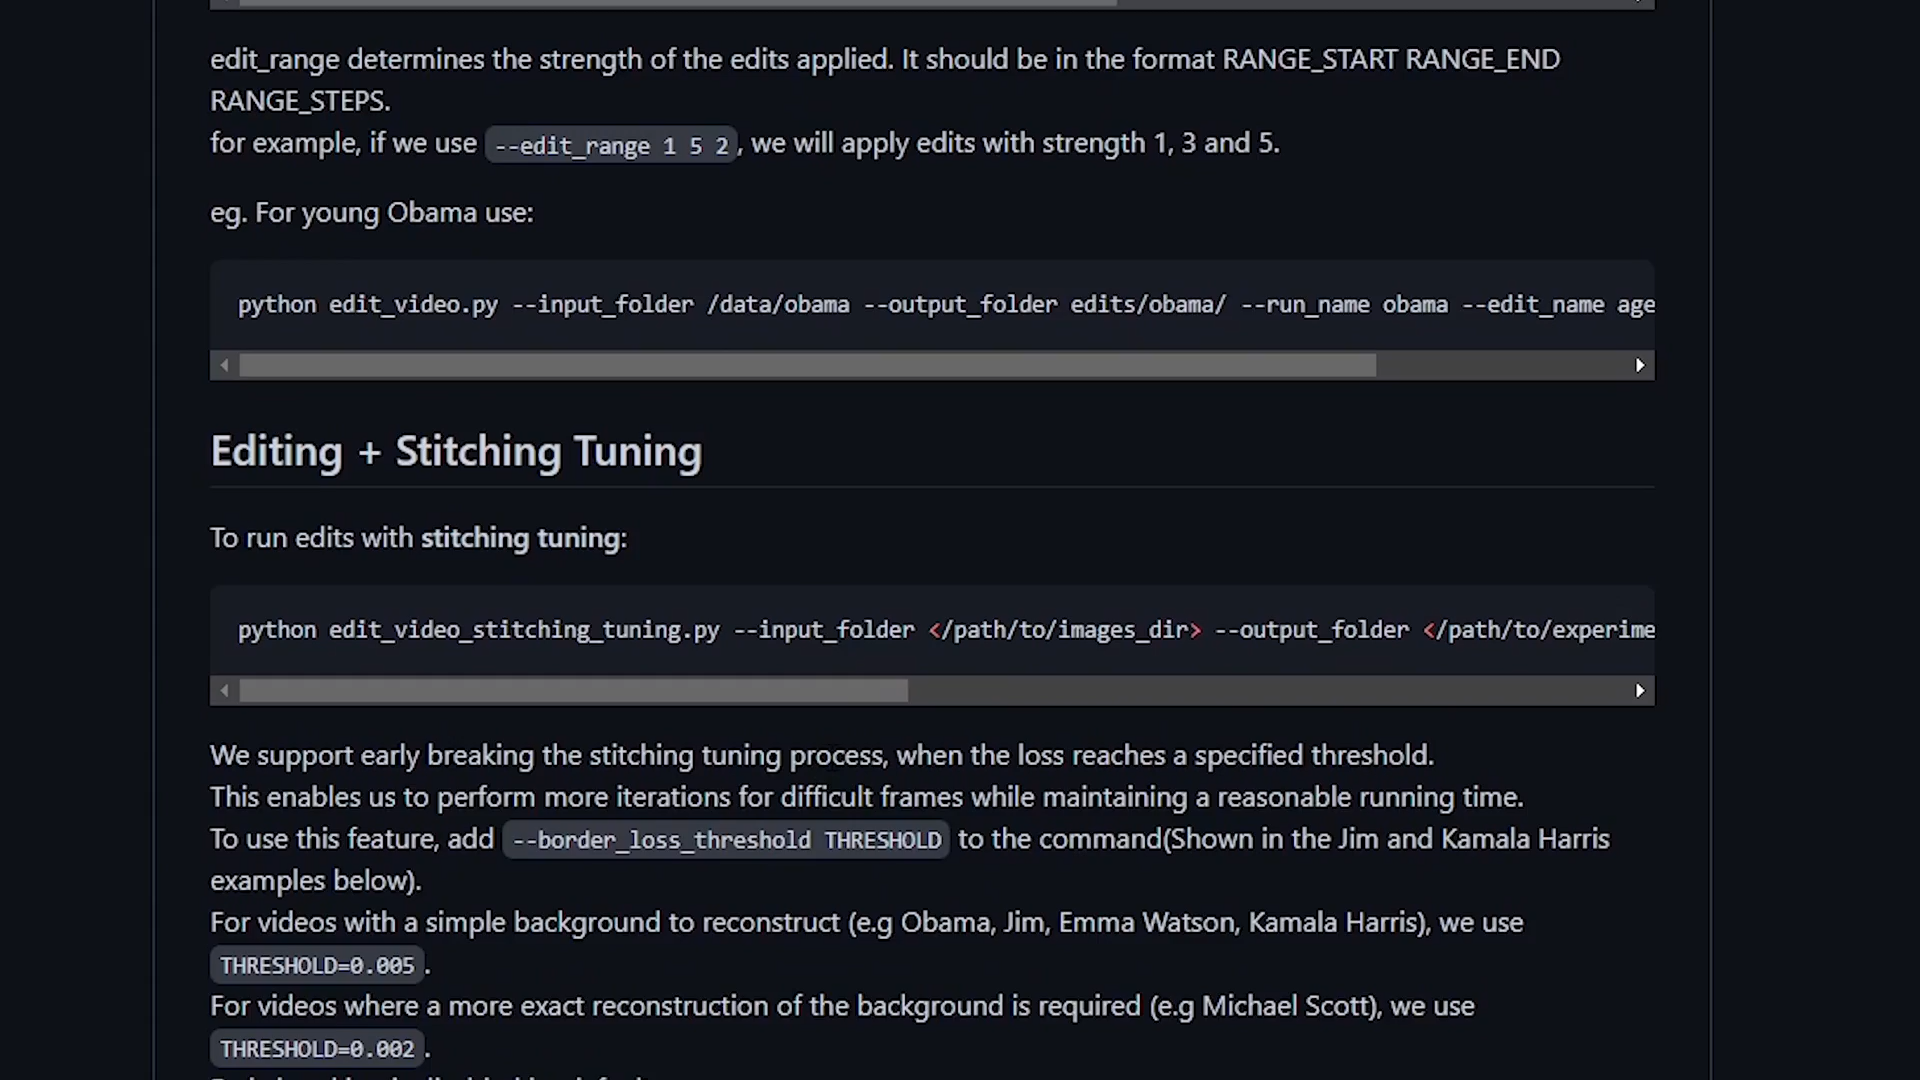 edit_range determines the strength of the edits applied. It should be in the format RANGE_START RANGE_END
RANGE_STEPS.
for example, if we use --edit_range 1 5 2, we will apply edits with strength 1, 3 and 5.
eg. For young Obama use:
python edit_video.py --input_folder /data/obama --output_folder edits/obama/ --run_name obama --edit_name age
Editing + Stitching Tuning
To run edits with stitching tuning:
python edit_video_stitching_tuning.py --input_folder </path/to/images_dir> --output_folder </path/to/experime
We support early breaking the stitching tuning process, when the loss reaches a specified threshold.
This enables us to perform more iterations for difficult frames while maintaining a reasonable running time.
To use this feature, add --border_loss_threshold THRESHOLD to the command(Shown in the Jim and Kamala Harris
examples below).
For videos with a simple background to reconstruct (e.g Obama, Jim, Emma Watson, Kamala Harris), we use
THRESHOLD=0.005.
For videos where a more exact reconstruction of the background is required (e.g Michael Scott), we use
THRESHOLD=0.002.